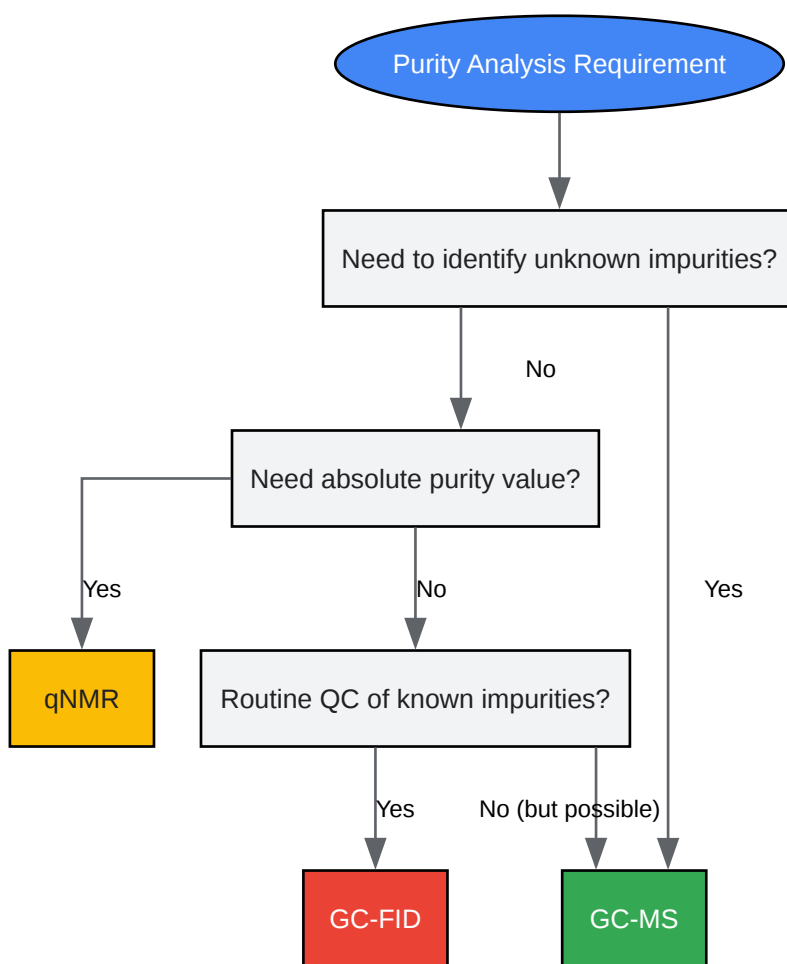 Purity Analysis Requirement
Need to identify unknown impurities?
No
Need absolute purity value?
Yes
No
Yes
qNMR
Routine QC of known impurities?
Yes
No (but possible)
GC-FID
GC-MS